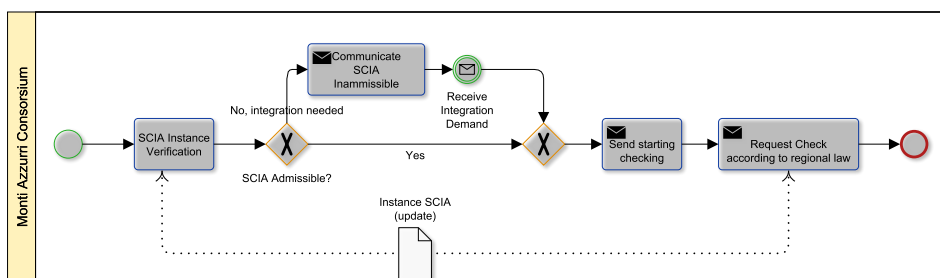 Monti Azzurri Consorsium
SCIA Instance
Verification
No, integration needed
SCIA Admissible?
Communicate
SCIA
Inammissible
Receive
Integration
Demand
Yes
Send starting
checking
Request Check
according to regional law
Instance SCIA
(update)